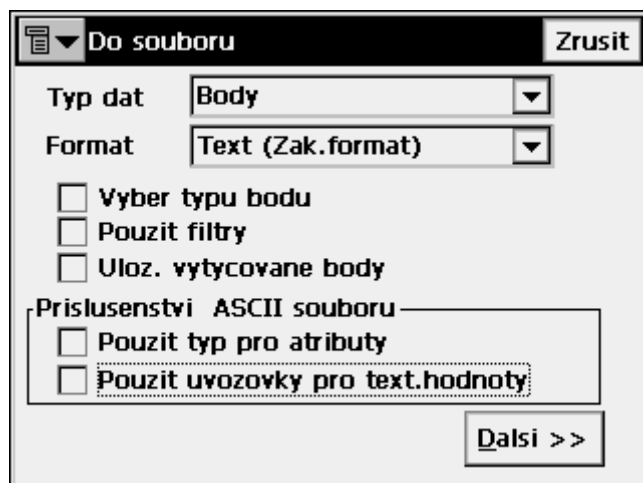 Do souboru Zrusit
Typ dat Body
Format Text (Zak.format)
Vyber typu bodu
Pouzit filtry
Uloz. vytycovane body
Prislusenstvi ASCII souboru
Pouzit typ pro atributy
Pouzit uvozovky pro text.hodnoty
Dalsi >>